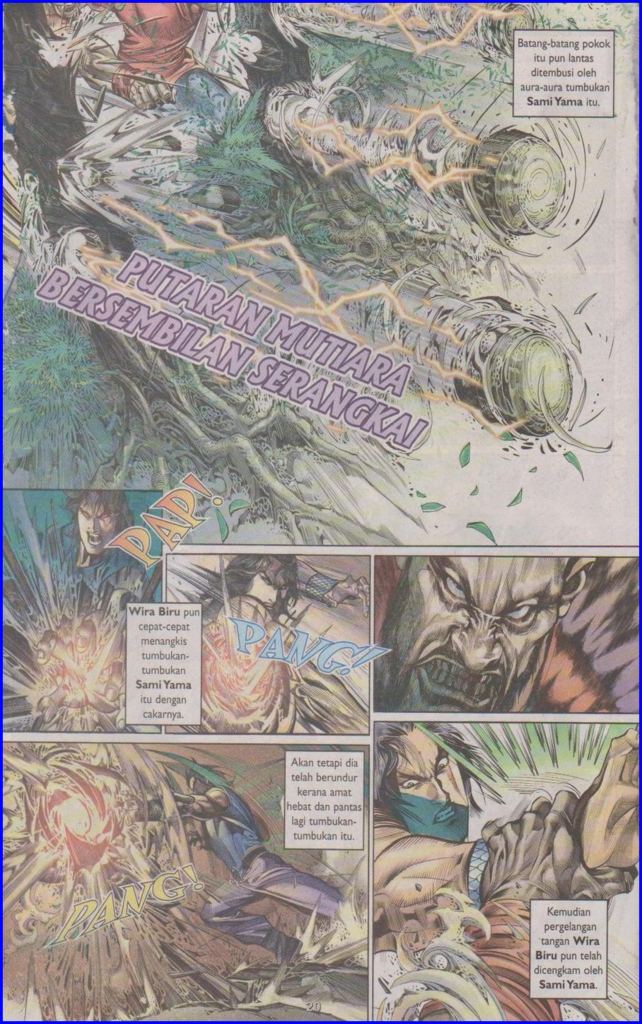 Batang-batang pokok
itu pun lantas
ditembusi oleh
aura-aura tumbukan
Sami Yama itu.
PUTARAN MUTIARA
BERSEMBILAN SERANGKAI
PAP!
Wira Biru pun
cepat-cepat
menangkis
tumbukan-
tumbukan
Sami Yama
itu dengan
cakarnya.
PANG!
PANG!
Akan tetapi dia
telah berundur
kerana amat
hebat dan pantas
lagi tumbukan-
tumbukan itu.
Kemudian
pergelangan
tangan Wira
Biru pun telah
dicengkam oleh
Sami Yama.
20